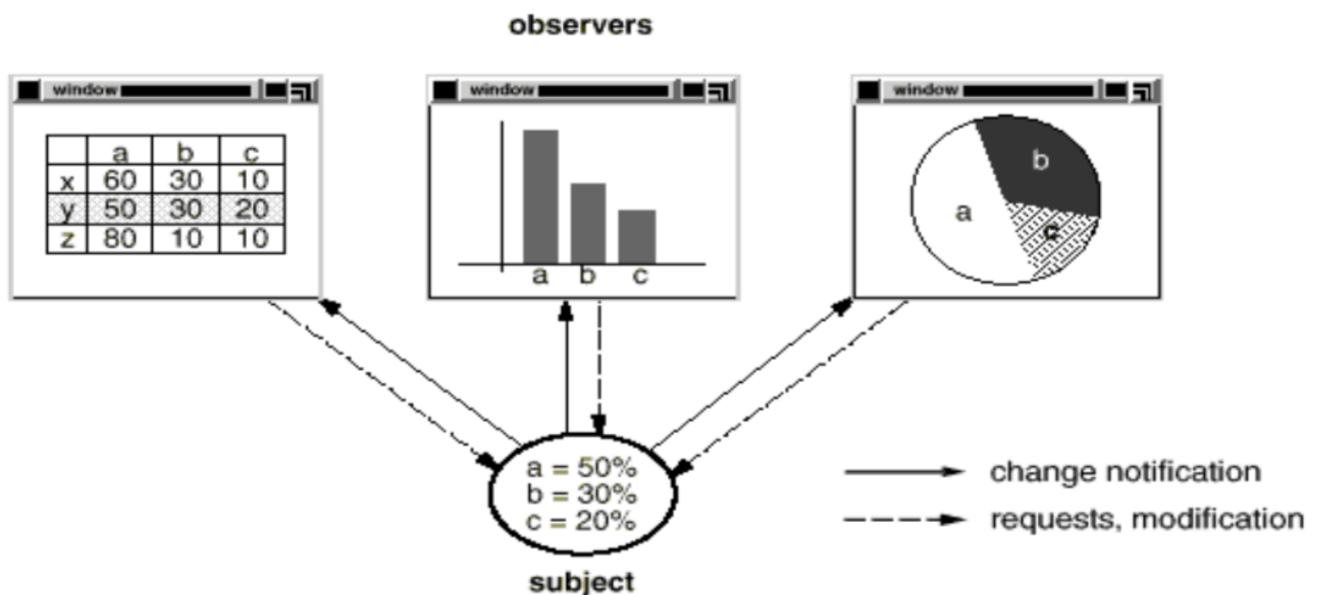 observers
window
a b c
x 60 30 10
y 50 30 20
z 80 10 10
window
a b c
window
b
a
c
a = 50%
b = 30%
c = 20%
subject
change notification
requests, modification